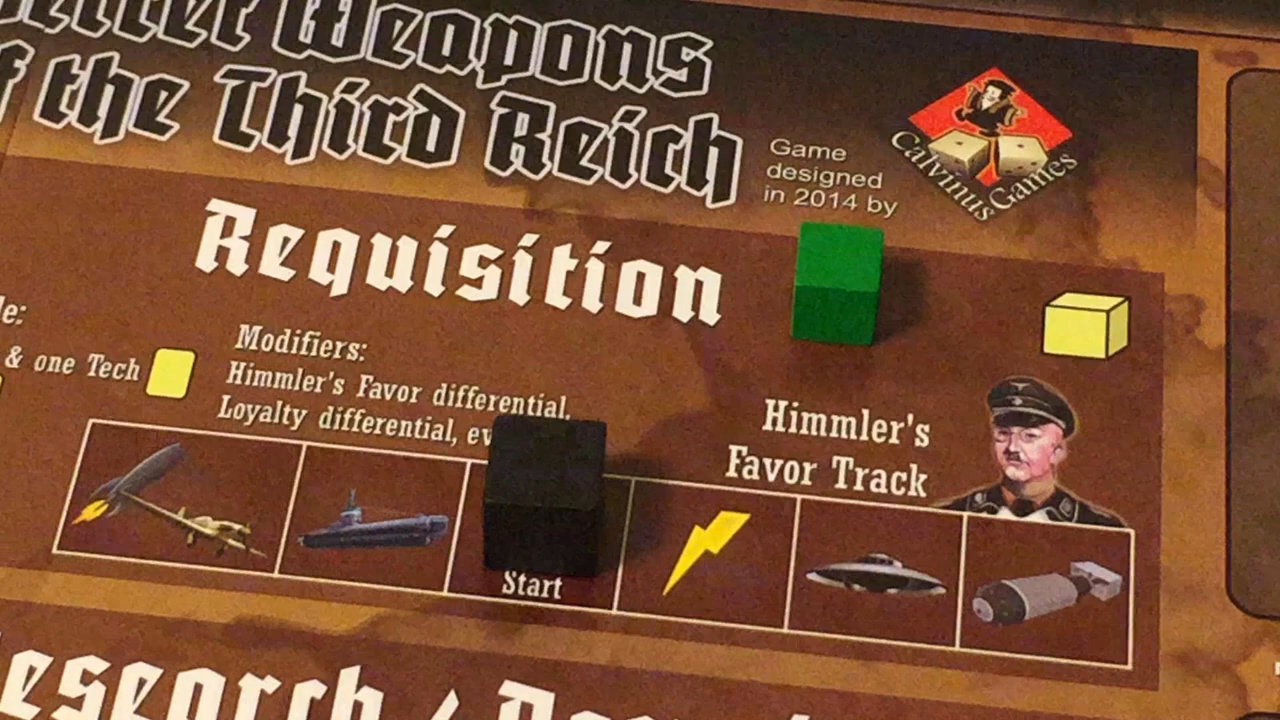 Weapons
the Third Reich
Game
designed
in 2014 by
Calvinus Games
Requisition
Modifiers:
& one Tech
Himmler's Favor differential,
Loyalty differential,
Himmler's
Favor Track
Start